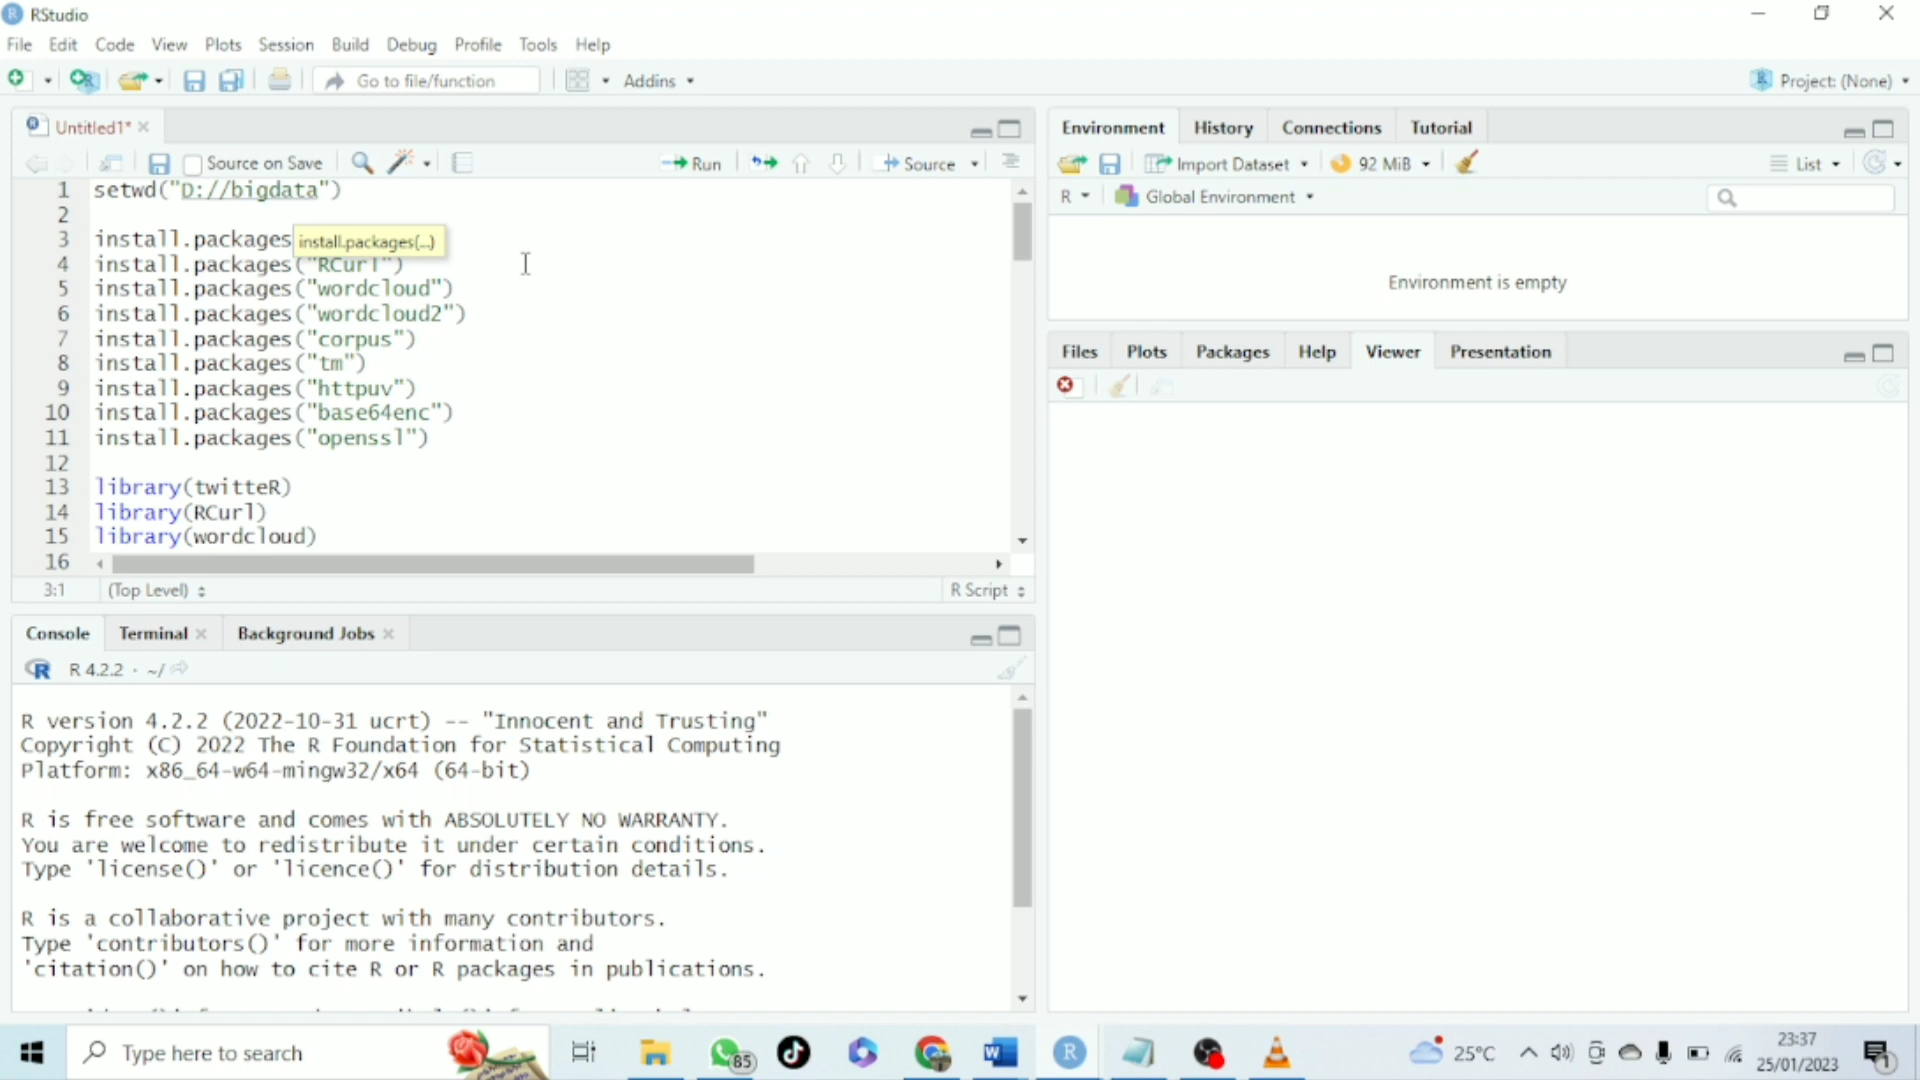 RStudio
File Edit Code View Plots Session Build Debug Profile Tools Help
Go to file/function Addins Project: (None)
Untitled1*
Source on Save Run Source
1 setwd("D://bigdata")
2
3 install.packages install.packages(...)
4 install.packages("RCurl")
5 install.packages("wordcloud")
6 install.packages("wordcloud2")
7 install.packages("corpus")
8 install.packages("tm")
9 install.packages("httpuv")
10 install.packages("base64enc")
11 install.packages("openssl")
12
13 library(twitteR)
14 library(RCurl)
15 library(wordcloud)
16
3:1 (Top Level) R Script
Console Terminal Background Jobs
R 4.2.2 · ~/
R version 4.2.2 (2022-10-31 ucrt) -- "Innocent and Trusting"
Copyright (C) 2022 The R Foundation for Statistical Computing
Platform: x86_64-w64-mingw32/x64 (64-bit)
R is free software and comes with ABSOLUTELY NO WARRANTY.
You are welcome to redistribute it under certain conditions.
Type 'license()' or 'licence()' for distribution details.
R is a collaborative project with many contributors.
Type 'contributors()' for more information and
'citation()' on how to cite R or R packages in publications.
Environment History Connections Tutorial
Import Dataset 92 MiB List
R Global Environment
Environment is empty
Files Plots Packages Help Viewer Presentation
Type here to search 85 25°C 23:37
25/01/2023 1